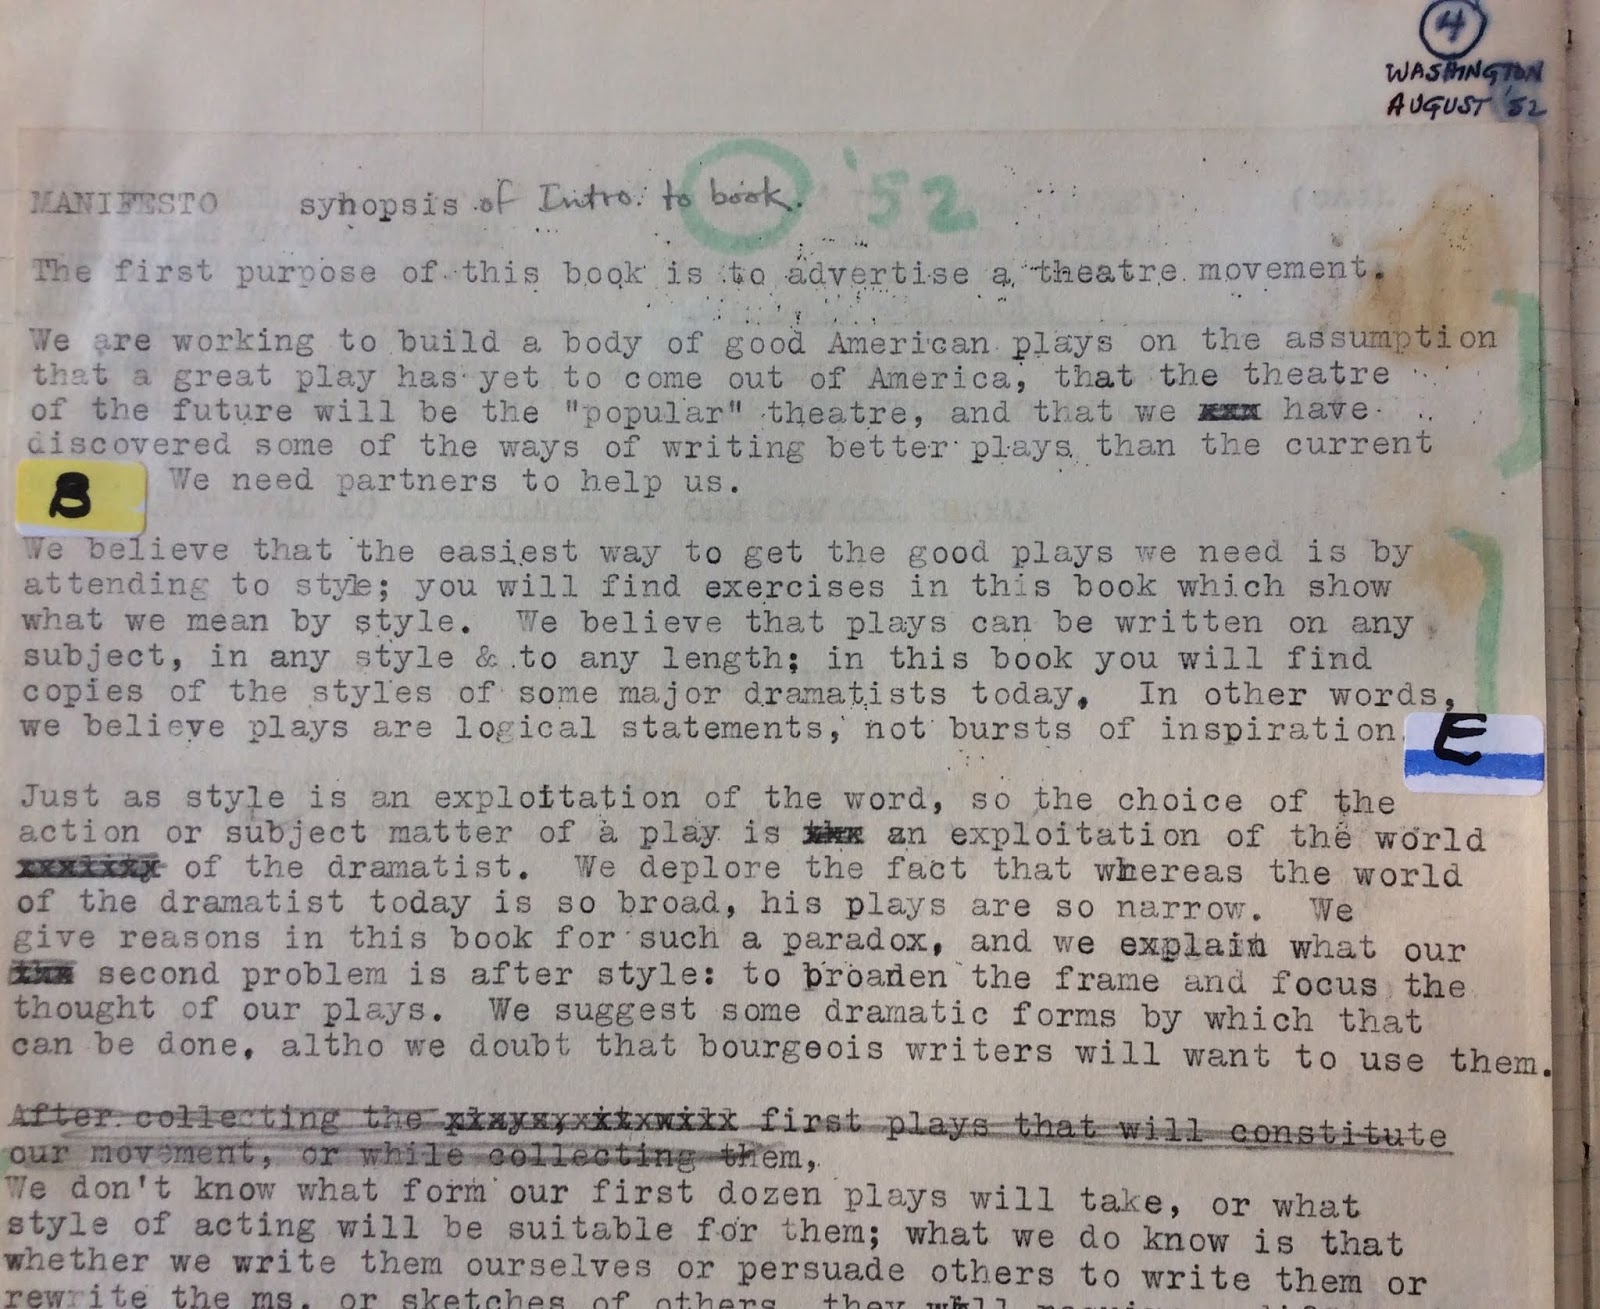 4
WASHINGTON
AUGUST '52
MANIFESTO synopsis of Intro. to book. '52
The first purpose of this book is to advertise a theatre movement.
We are working to build a body of good American plays on the assumption
that a great play has yet to come out of America, that the theatre
of the future will be the "popular" theatre, and that we xxx have
discovered some of the ways of writing better plays than the current
B We need partners to help us.
We believe that the easiest way to get the good plays we need is by
attending to style; you will find exercises in this book which show
what we mean by style. We believe that plays can be written on any
subject, in any style & to any length; in this book you will find
copies of the styles of some major dramatists today. In other words,
we believe plays are logical statements, not bursts of inspiration. E
Just as style is an exploitation of the word, so the choice of the
action or subject matter of a play is an exploitation of the world
of the dramatist. We deplore the fact that whereas the world
of the dramatist today is so broad, his plays are so narrow. We
give reasons in this book for such a paradox, and we explain what our
second problem is after style: to broaden the frame and focus the
thought of our plays. We suggest some dramatic forms by which that
can be done, altho we doubt that bourgeois writers will want to use them.
After collecting the first plays that will constitute
our movement, or while collecting them,
We don't know what form our first dozen plays will take, or what
style of acting will be suitable for them; what we do know is that
whether we write them ourselves or persuade others to write them or
rewrite the ms. or sketches of others, they will